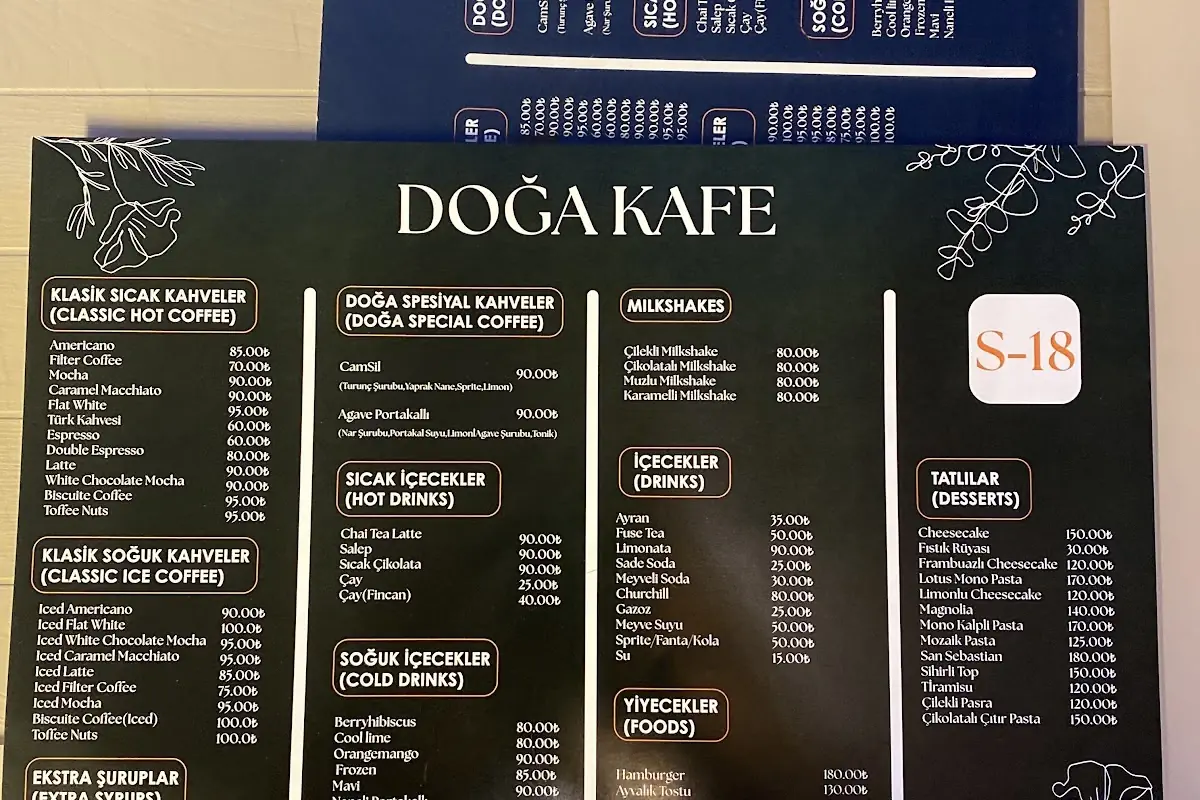 DOĞA KAFE
KLASİK SICAK KAHVELER
(CLASSIC HOT COFFEE)
Americano 85.00₺
Filter Coffee 70.00₺
Mocha 90.00₺
Caramel Macchiato 90.00₺
Flat White 95.00₺
Türk Kahvesi 60.00₺
Espresso 60.00₺
Double Espresso 80.00₺
Latte 90.00₺
White Chocolate Mocha 90.00₺
Biscuite Coffee 95.00₺
Toffee Nuts 95.00₺
KLASİK SOĞUK KAHVELER
(CLASSIC ICE COFFEE)
Iced Americano 90.00₺
Iced Flat White 100.0₺
Iced White Chocolate Mocha 95.00₺
Iced Caramel Macchiato 95.00₺
Iced Latte 85.00₺
Iced Filter Coffee 75.00₺
Iced Mocha 95.00₺
Biscuite Coffee(Iced) 100.0₺
Toffee Nuts 100.0₺
EKSTRA ŞURUPLAR
(EXTRA SYRUPS)
DOĞA SPESİYAL KAHVELER
(DOĞA SPECIAL COFFEE)
CamSil 90.00₺
(Turunç Şurubu,Yaprak Nane,Sprite,Limon)
Agave Portakallı 90.00₺
(Nar Şurubu,Portakal Suyu,Limon|Agave Şurubu,Tonik)
SICAK İÇECEKLER
(HOT DRINKS)
Chai Tea Latte 90.00₺
Salep 90.00₺
Sıcak Çikolata 90.00₺
Çay 25.00₺
Çay(Fincan) 40.00₺
SOĞUK İÇECEKLER
(COLD DRINKS)
Berryhibiscus 80.00₺
Cool lime 80.00₺
Orangemango 90.00₺
Frozen 85.00₺
Mavi 90.00₺
Naneli Portakallı
MILKSHAKES
Çilekli Milkshake 80.00₺
Çikolatalı Milkshake 80.00₺
Muzlu Milkshake 80.00₺
Karamelli Milkshake 80.00₺
İÇECEKLER
(DRINKS)
Ayran 35.00₺
Fuse Tea 50.00₺
Limonata 90.00₺
Sade Soda 25.00₺
Meyveli Soda 30.00₺
Churchill 80.00₺
Gazoz 25.00₺
Meyve Suyu 50.00₺
Sprite/Fanta/Kola 50.00₺
Su 15.00₺
YİYECEKLER
(FOODS)
Hamburger 180.00₺
Ayvalık Tostu 130.00₺
S-18
TATLILAR
(DESSERTS)
Cheesecake 150.00₺
Fıstık Rüyası 30.00₺
Frambuazlı Cheesecake 120.00₺
Lotus Mono Pasta 170.00₺
Limonlu Cheesecake 120.00₺
Magnolia 140.00₺
Mono Kalpli Pasta 170.00₺
Mozaik Pasta 125.00₺
San Sebastian 180.00₺
Sihirli Top 150.00₺
Tİramisu 120.00₺
Çilekli Pasra 120.00₺
Çikolatalı Çıtır Pasta 150.00₺